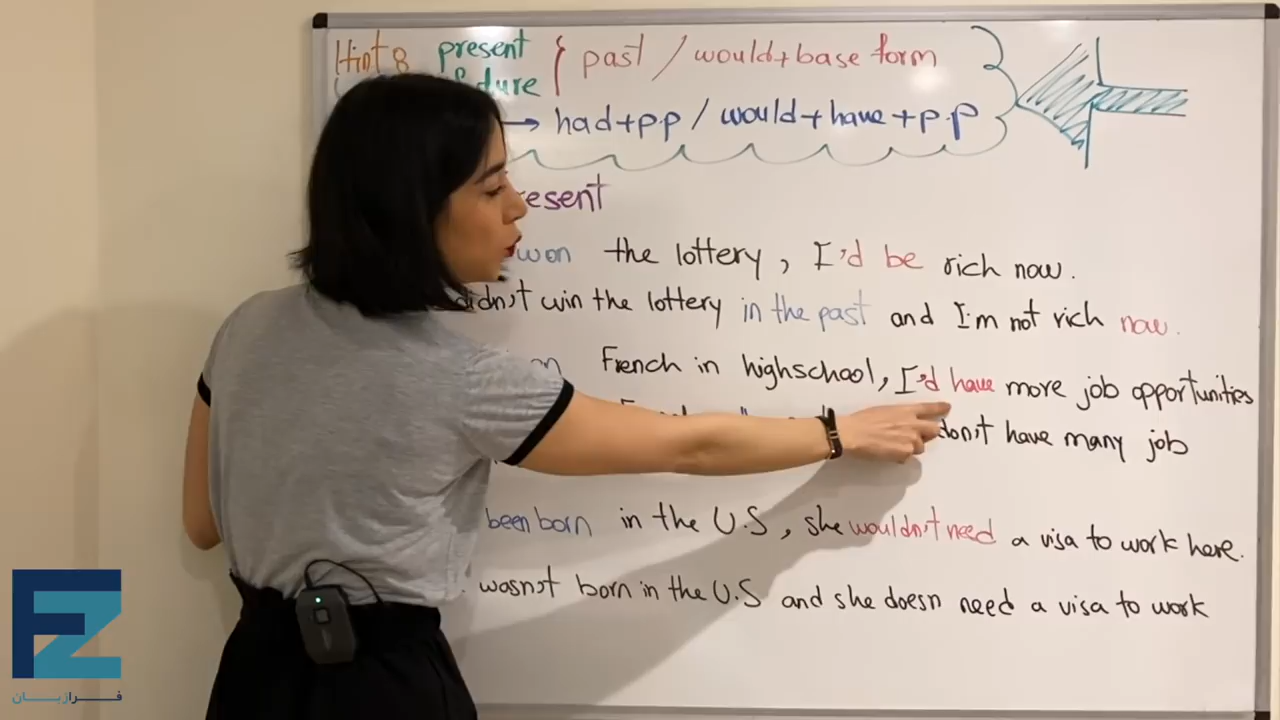 Hint 8 present { past / would+base form
→ had+p.p / would+have+p.p
esent
won the lottery, I'd be rich now.
didn't win the lottery in the past and I'm not rich now.
French in highschool, I'd have more job opportunities
don't have many job
been born in the U.S, she wouldn't need a visa to work here.
wasn't born in the U.S and she doesn need a visa to work
FZ
فرازبان